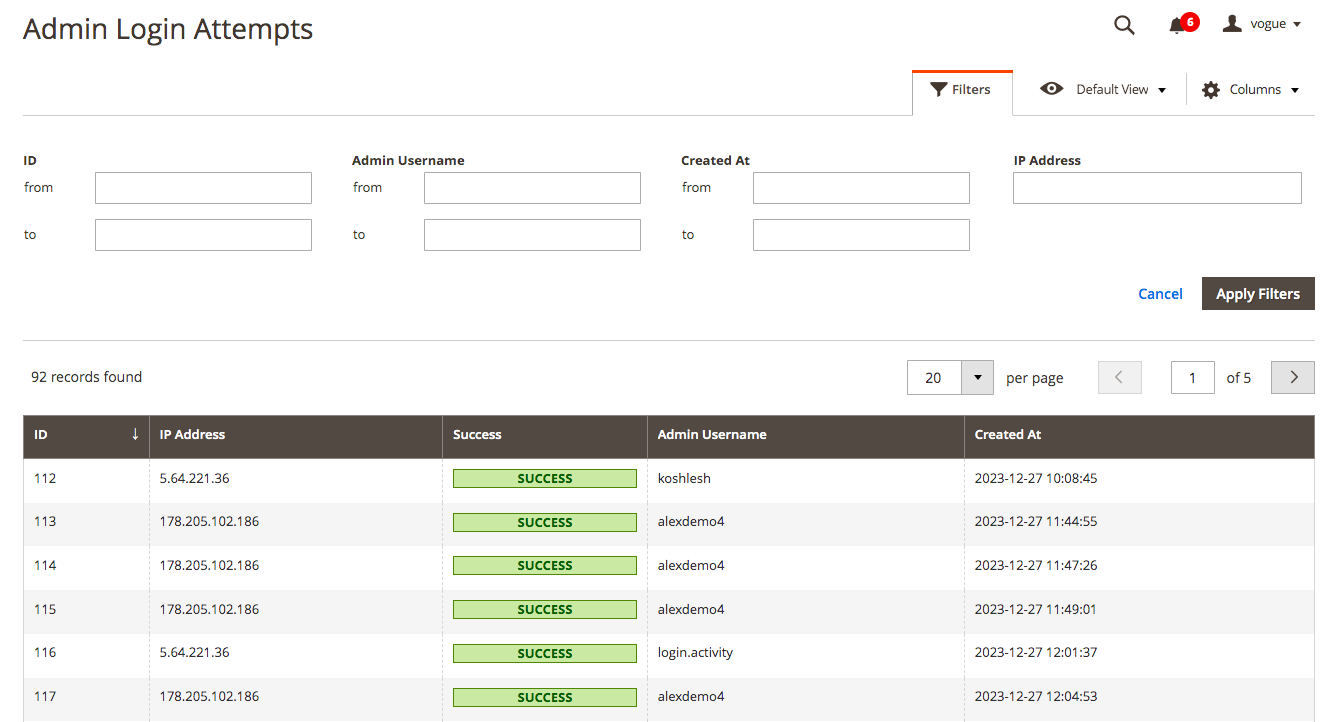 Admin Login Attempts
6
vogue
Filters
Default View
Columns
ID
from
to
Admin Username
from
to
Created At
from
to
IP Address
Cancel
Apply Filters
92 records found
20 per page
1 of 5
ID ↓ IP Address Success Admin Username Created At
112 5.64.221.36 SUCCESS koshlesh 2023-12-27 10:08:45
113 178.205.102.186 SUCCESS alexdemo4 2023-12-27 11:44:55
114 178.205.102.186 SUCCESS alexdemo4 2023-12-27 11:47:26
115 178.205.102.186 SUCCESS alexdemo4 2023-12-27 11:49:01
116 5.64.221.36 SUCCESS login.activity 2023-12-27 12:01:37
117 178.205.102.186 SUCCESS alexdemo4 2023-12-27 12:04:53